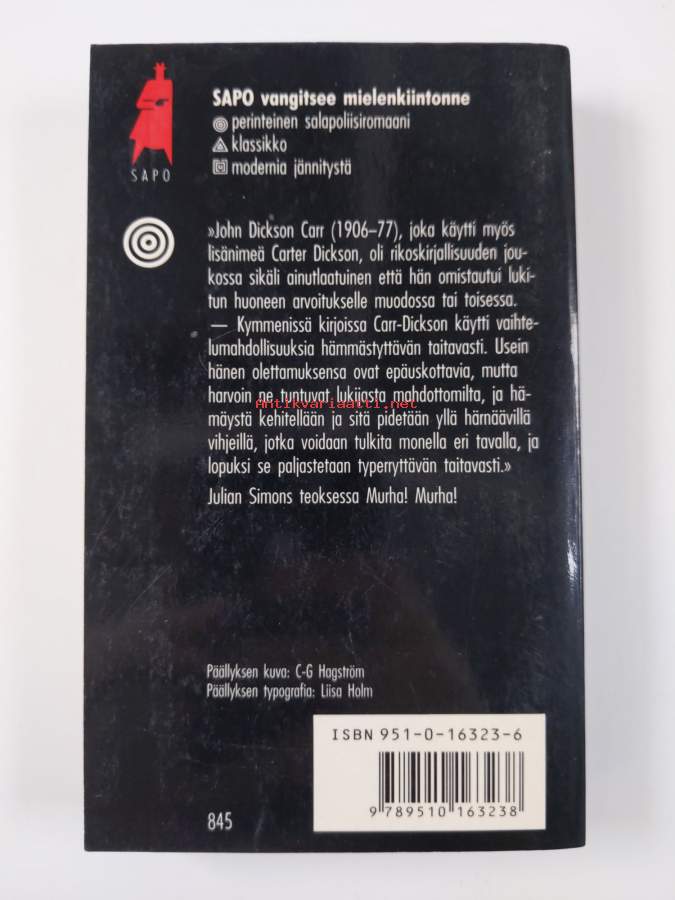 SAPO vangitsee mielenkiintonne
perinteinen salapoliisiromaani
klassikko
modernia jännitystä
SAPO
»John Dickson Carr (1906–77), joka käytti myös
lisänimeä Carter Dickson, oli rikoskirjallisuuden jou-
kossa sikäli ainutlaatuinen että hän omistautui luki-
tun huoneen arvoitukselle muodossa tai toisessa.
— Kymmenissä kirjoissa Carr-Dickson käytti vaihte-
lumahdollisuuksia hämmästyttävän taitavasti. Usein
hänen olettamuksensa ovat epäuskottavia, mutta
harvoin ne tuntuvat lukijasta mahdottomilta, ja hä-
Antikvariaatti.net
mäystä kehitellään ja sitä pidetään yllä härnäävillä
vihjeillä, jotka voidaan tulkita monella eri tavalla, ja
lopuksi se paljastetaan typerryttävän taitavasti.»
Julian Simons teoksessa Murha! Murha!
Päällyksen kuva: C-G Hagström
Päällyksen typografia: Liisa Holm
ISBN 951-0-16323-6
9 789510 163238
845